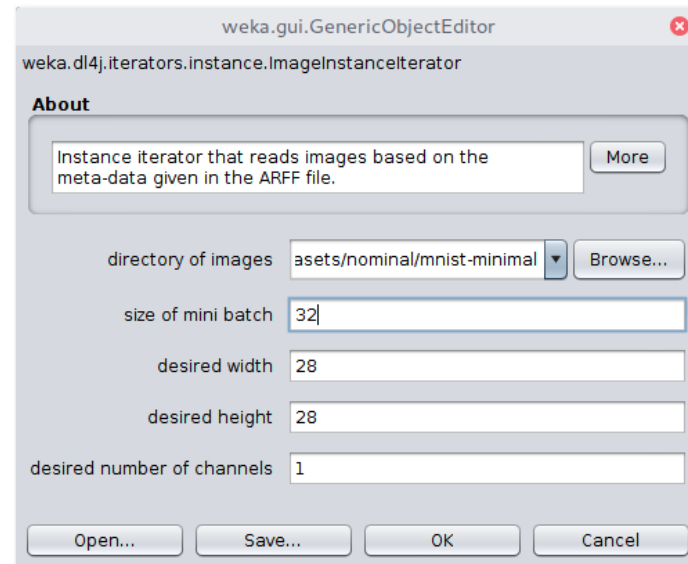 weka.gui.GenericObjectEditor
weka.dl4j.iterators.instance.ImageInstanceIterator
About
Instance iterator that reads images based on the
meta-data given in the ARFF file.
More
directory of images asets/nominal/mnist-minimal Browse...
size of mini batch 32
desired width 28
desired height 28
desired number of channels 1
Open... Save... OK Cancel